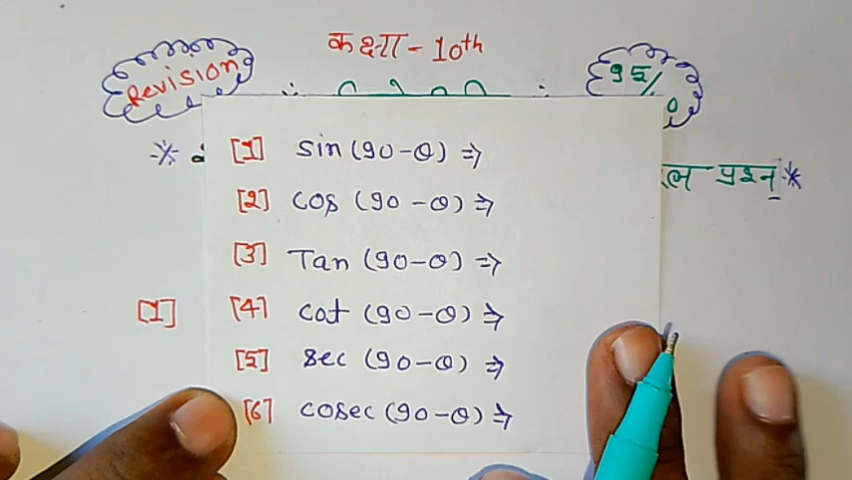 कक्षा - 10th
Revision
[1] sin (90-θ) ⇒
[2] cos (90-θ) ⇒
[3] Tan (90-θ) ⇒
[1]
[4] cot (90-θ) ⇒
[5] sec (90-θ) ⇒
[6] cosec (90-θ) ⇒
प्रश्न *